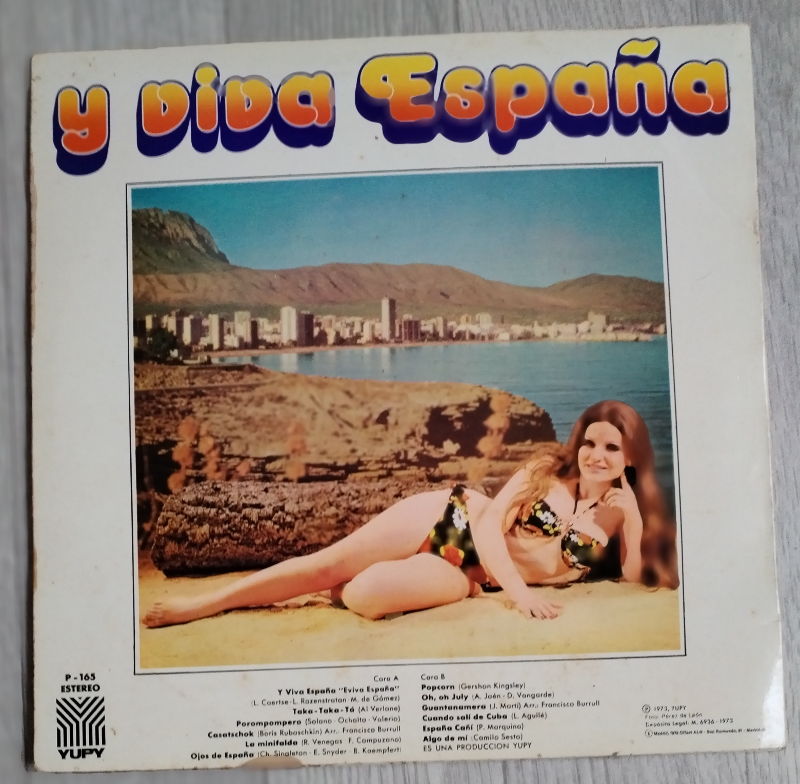 y viva España
P - 165
ESTEREO
YUPY
Cara A
Y Viva España "Eviva España"
(L. Caertse-L. Rozenstraten M. de Gómez)
Taka-Taka-Tá (Al Verlane)
Porompompero (Solano - Ochaita - Valerio)
Casatschok (Boris Rubaschkin) Arr. Francisco Burrull
La minifalda (R. Venegas - F. Campuzano)
Ojos de España (Ch. Singleton - E. Snyder - B. Kaempfert)
Cara B
Popcorn (Gershon Kingsley)
Oh, oh July (A. Jaén - D. Vangarde)
Guantanamera (J. Martí) Arr. Francisco Burrull
Cuando salí de Cuba (L. Aguilé)
España Cañí (P. Marquina)
Algo de mí (Camilo Sesto)
ES UNA PRODUCCION YUPY
Ⓟ 1973, YUPY
Foto: Pérez de León
Depósito Legal: M. 6936 - 1973